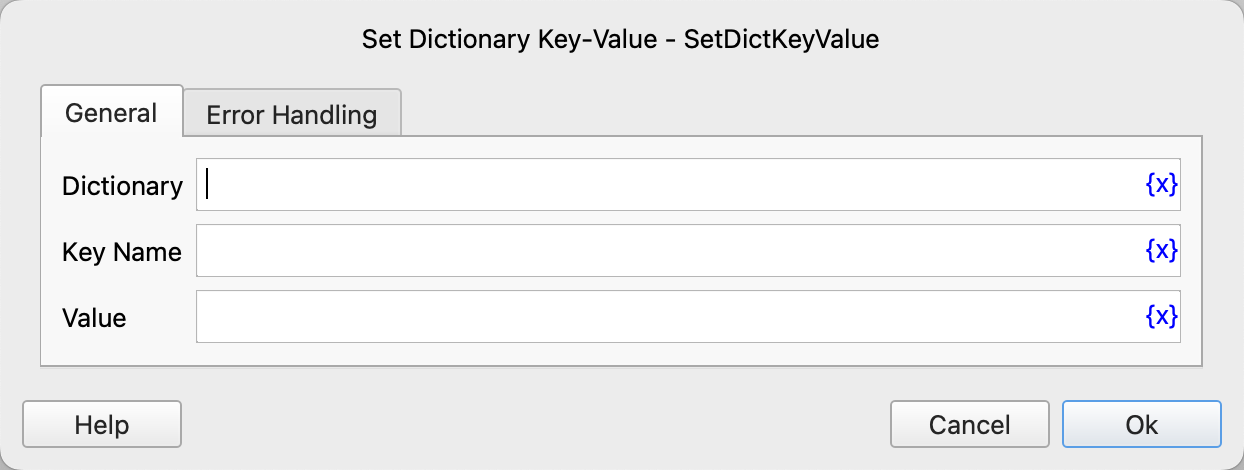 Set Dictionary Key-Value - SetDictKeyValue
General
Error Handling
Dictionary
{x}
Key Name
{x}
Value
{x}
Help
Cancel
Ok